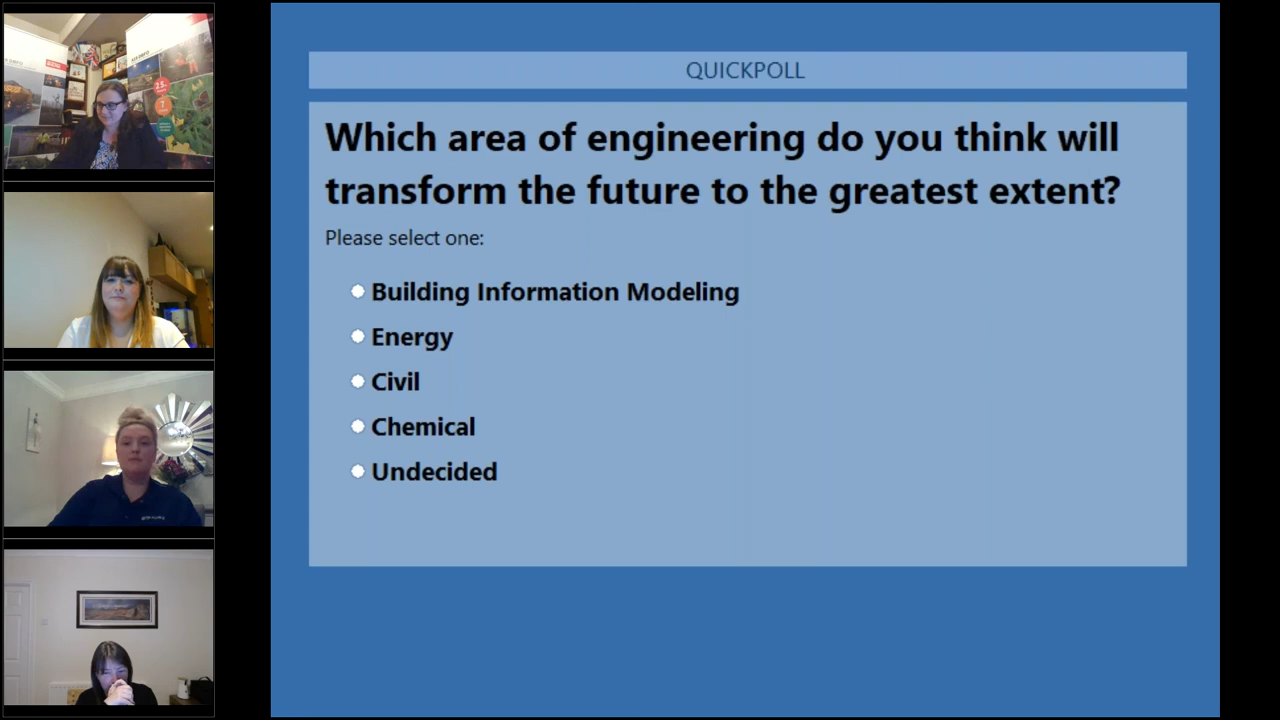 QUICKPOLL
Which area of engineering do you think will
transform the future to the greatest extent?
Please select one:
Building Information Modeling
Energy
Civil
Chemical
Undecided